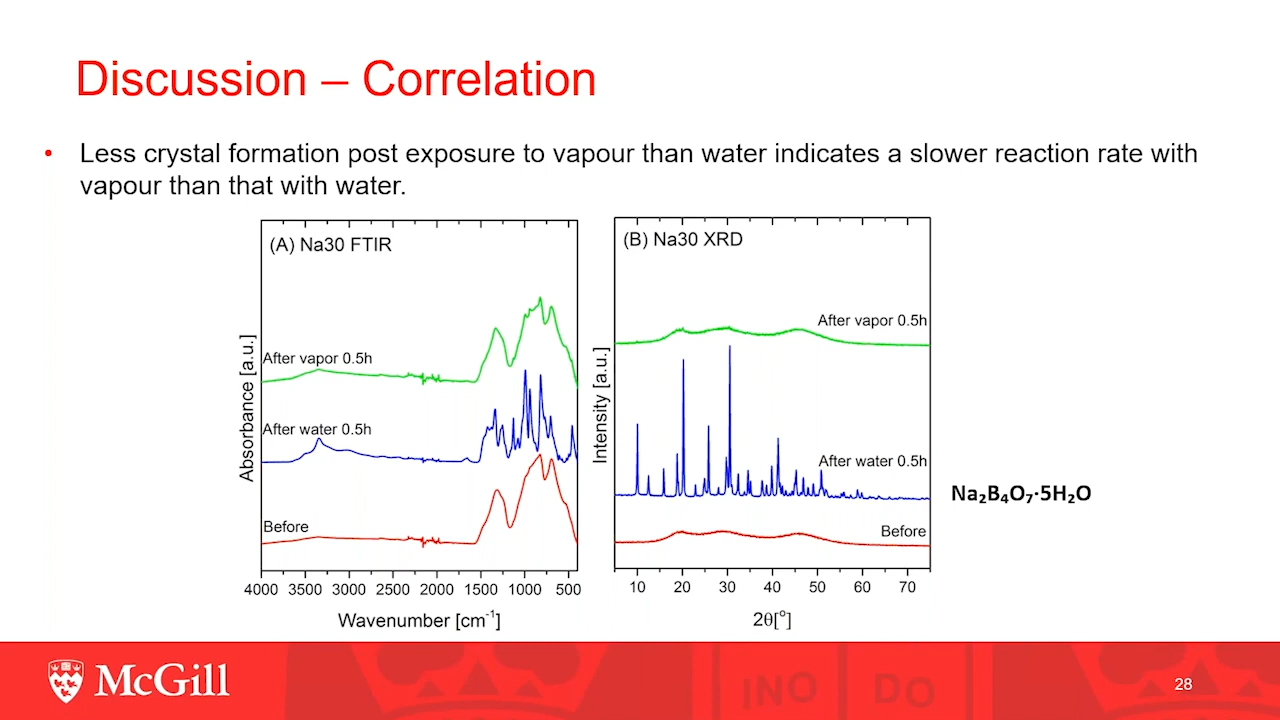 Discussion – Correlation
• Less crystal formation post exposure to vapour than water indicates a slower reaction rate with
vapour than that with water.
(A) Na30 FTIR
After vapor 0.5h
After water 0.5h
Before
Absorbance [a.u.]
4000 3500 3000 2500 2000 1500 1000 500
Wavenumber [cm⁻¹]
(B) Na30 XRD
After vapor 0.5h
After water 0.5h
Before
Intensity [a.u.]
10 20 30 40 50 60 70
2θ[°]
Na₂B₄O₇·5H₂O
McGill
INO DO
28